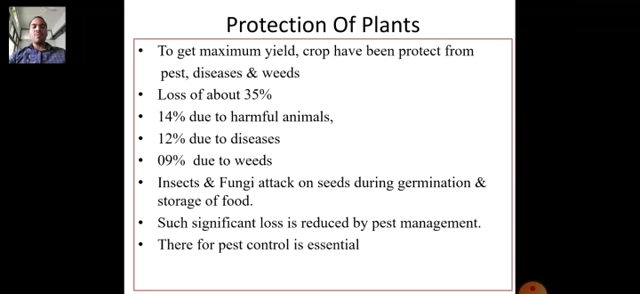 Protection Of Plants
• To get maximum yield, crop have been protect from
pest, diseases & weeds
• Loss of about 35%
• 14% due to harmful animals,
• 12% due to diseases
• 09% due to weeds
• Insects & Fungi attack on seeds during germination &
storage of food.
• Such significant loss is reduced by pest management.
• There for pest control is essential